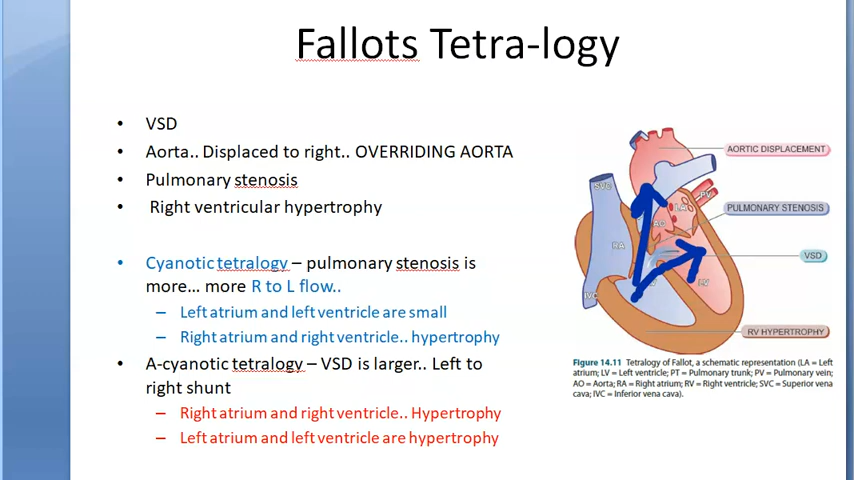 Fallots Tetra-logy
• VSD
• Aorta.. Displaced to right.. OVERRIDING AORTA
• Pulmonary stenosis
• Right ventricular hypertrophy
• Cyanotic tetralogy – pulmonary stenosis is
more... more R to L flow..
– Left atrium and left ventricle are small
– Right atrium and right ventricle.. hypertrophy
• A-cyanotic tetralogy – VSD is larger.. Left to
right shunt
– Right atrium and right ventricle.. Hypertrophy
– Left atrium and left ventricle are hypertrophy
AORTIC DISPLACEMENT
SVC
PV
LA
PULMONARY STENOSIS
AO
RA
VSD
LV
IVC
RV HYPERTROPHY
Figure 14.11 Tetralogy of Fallot, a schematic representation (LA = Left
atrium; LV = Left ventricle; PT = Pulmonary trunk; PV = Pulmonary vein;
AO = Aorta; RA = Right atrium; RV = Right ventricle; SVC = Superior vena
cava; IVC = Inferior vena cava).